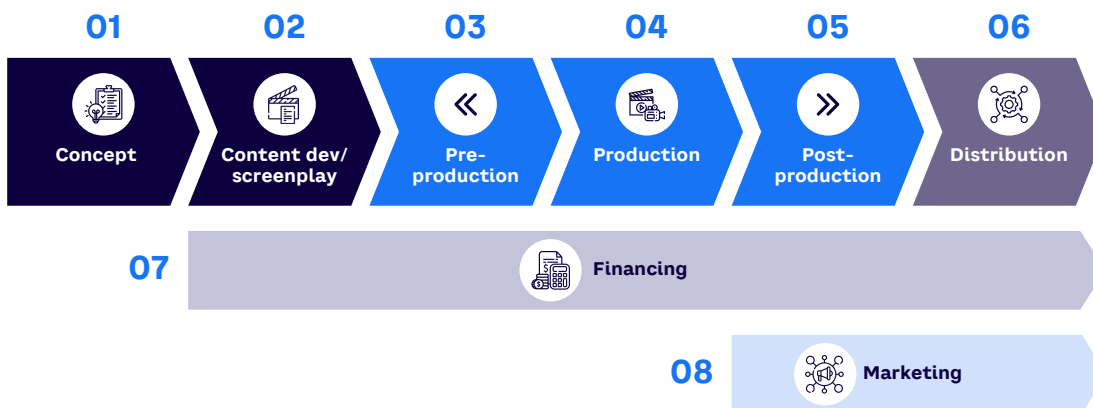 01
02
03
04
05
06
Concept
Content dev/
screenplay
Pre-
production
Production
Post-
production
Distribution
07
Financing
08
Marketing